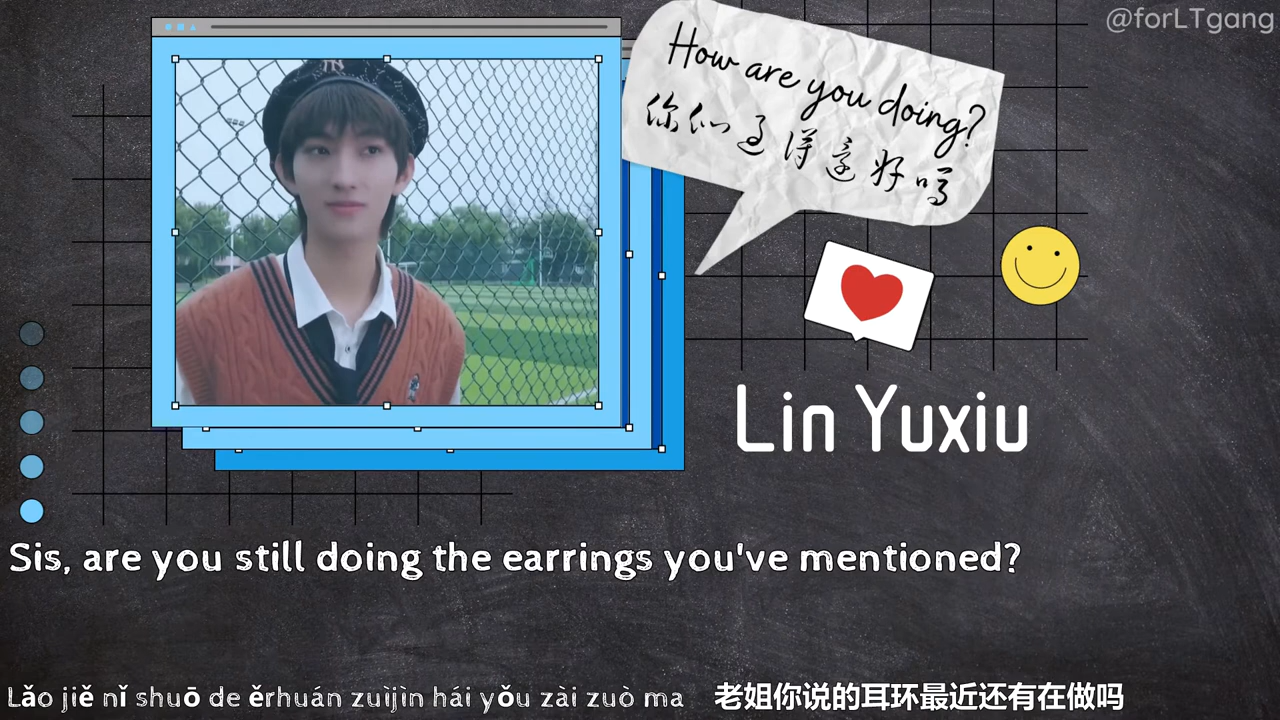 @forLTgang
How are you doing?
你们过得还好吗
Lin Yuxiu
Sis, are you still doing the earrings you've mentioned?
Lǎo jiě nǐ shuō de ěrhuán zuìjìn hái yǒu zài zuò ma
老姐你说的耳环最近还有在做吗